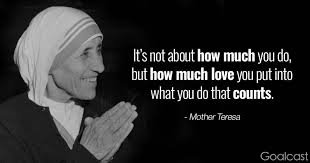 It's not about how much you do,
but how much love you put into
what you do that counts.
- Mother Teresa
Goalcast